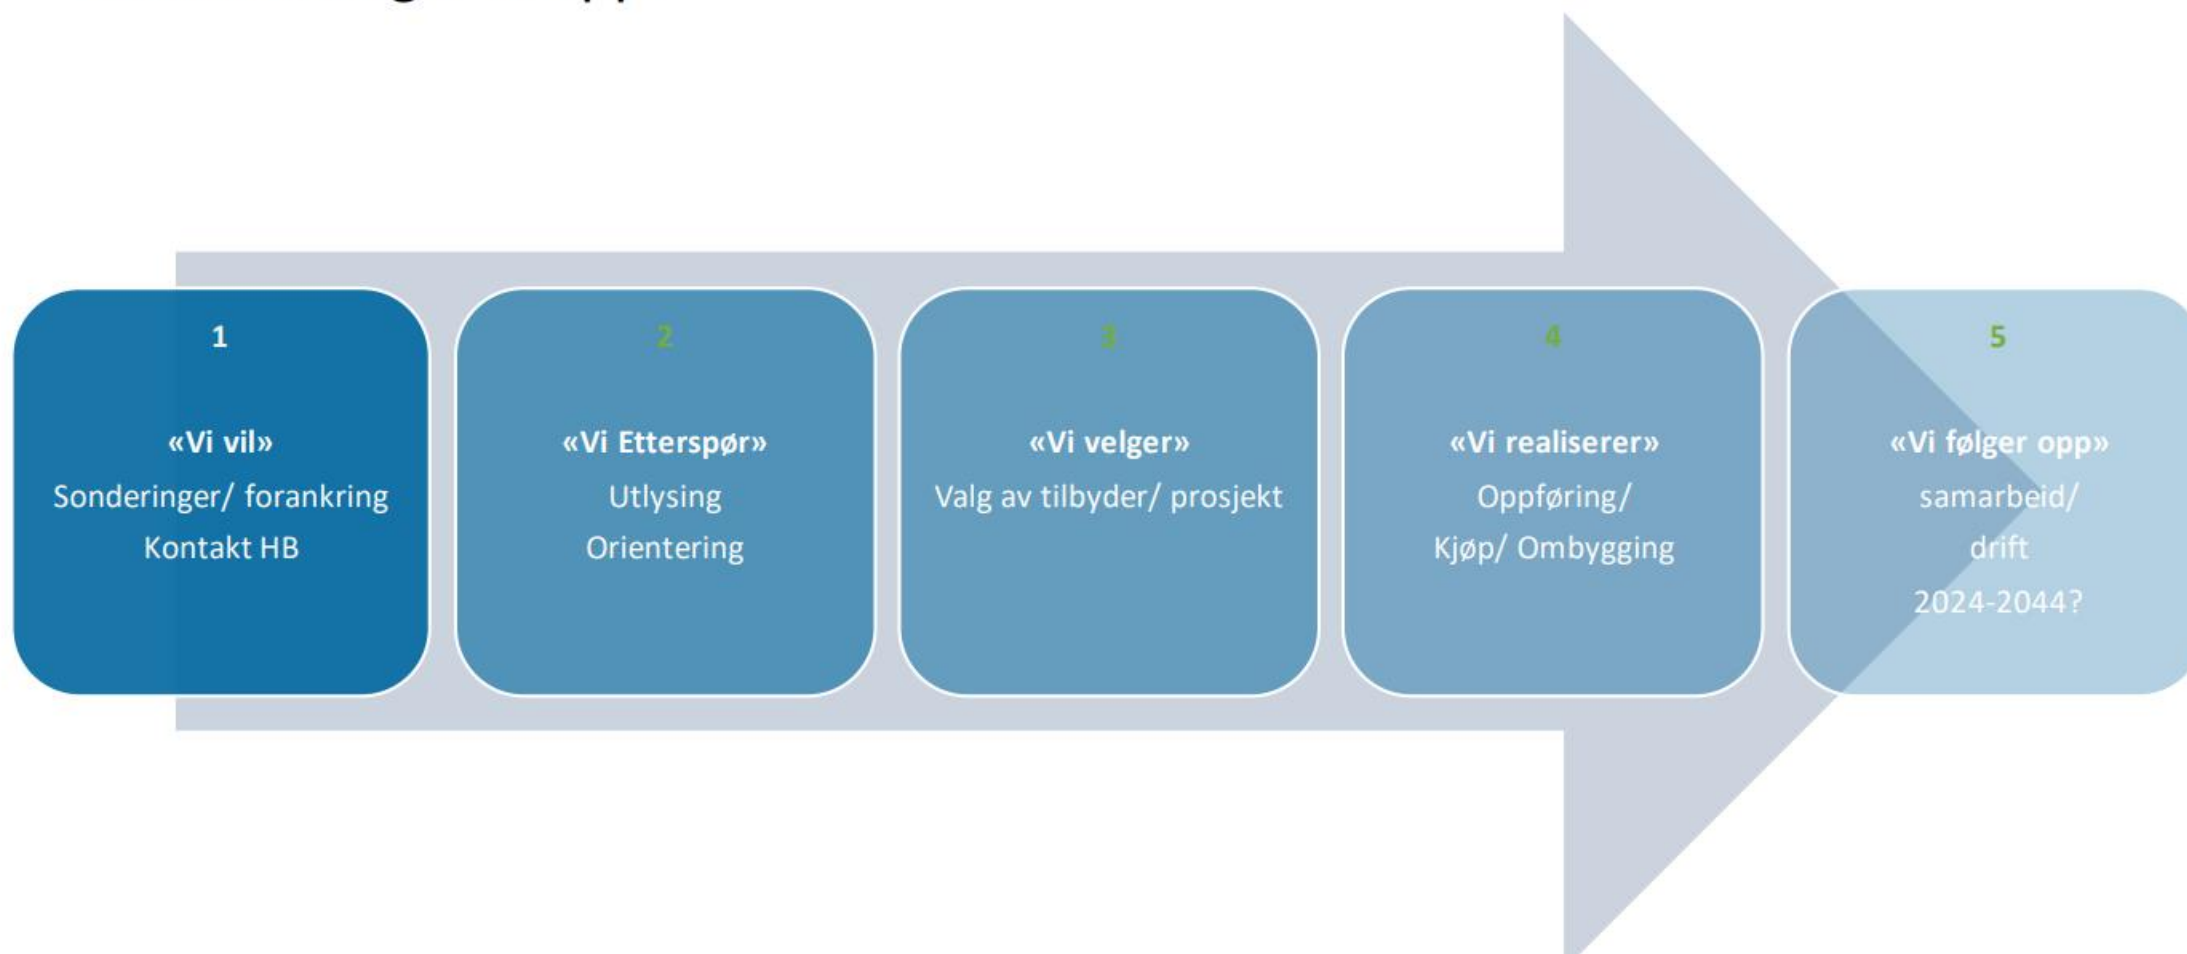 1
«Vi vil»
Sonderinger/ forankring
Kontakt HB
2
«Vi Etterspør»
Utlysing
Orientering
3
«Vi velger»
Valg av tilbyder/ prosjekt
4
«Vi realiserer»
Oppføring/
Kjøp/ Ombygging
5
«Vi følger opp»
samarbeid/
drift
2024-2044?